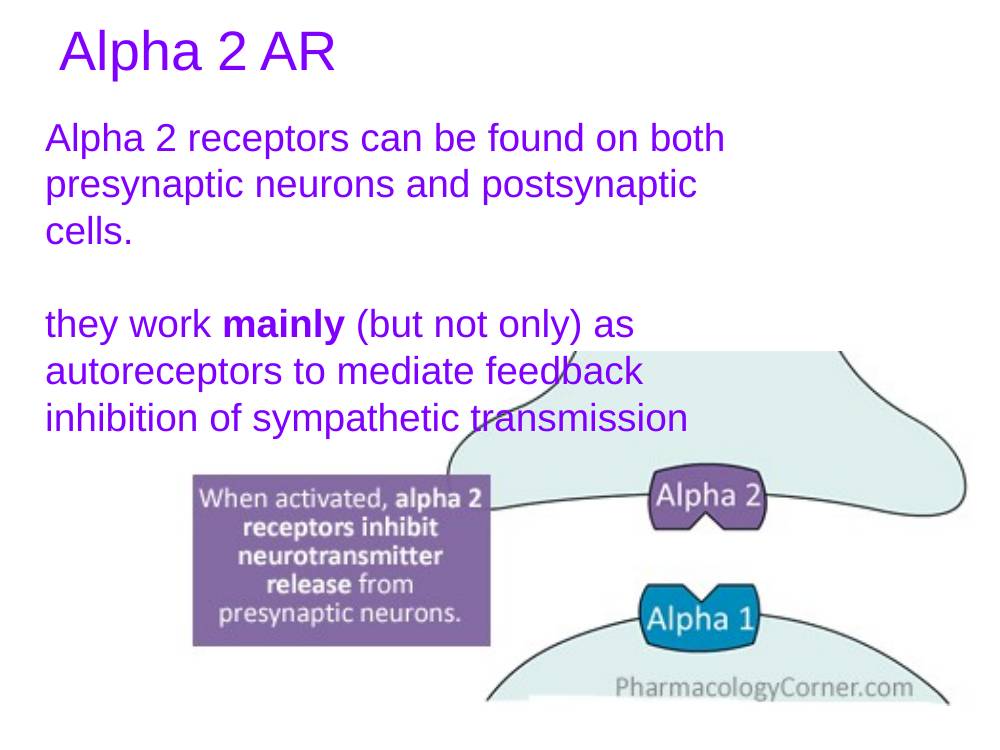 Alpha 2 AR
Alpha 2 receptors can be found on both
presynaptic neurons and postsynaptic
cells.
they work mainly (but not only) as
autoreceptors to mediate feedback
inhibition of sympathetic transmission
When activated, alpha 2
receptors inhibit
neurotransmitter
release from
presynaptic neurons.
Alpha 2
Alpha 1
PharmacologyCorner.com